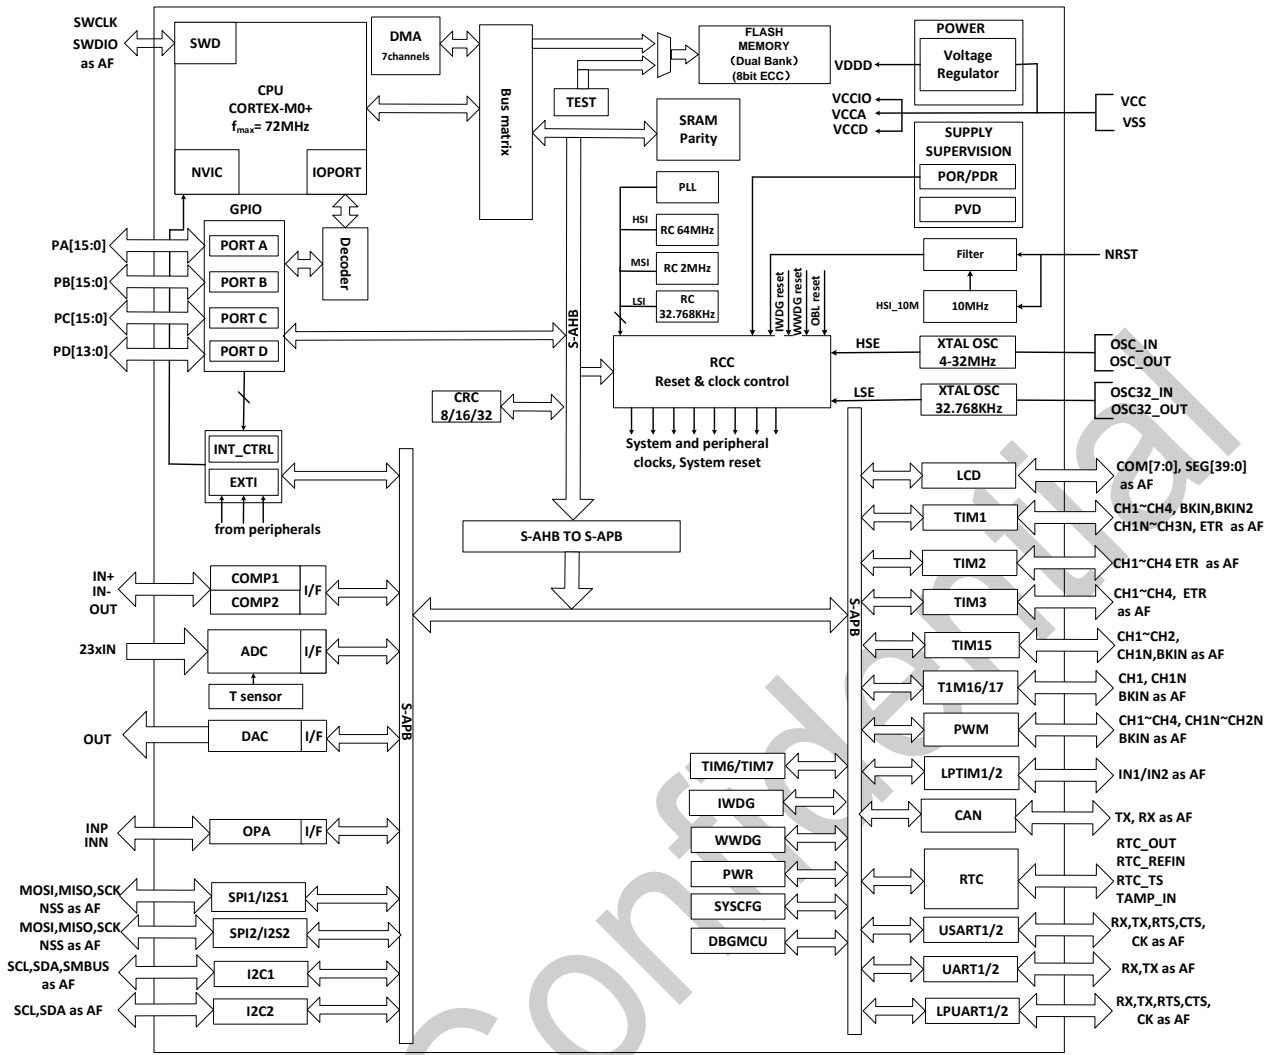 SWCLK
SWDIO
as AF
SWD
CPU
CORTEX-M0+
fmax= 72MHz
NVIC
IOPORT
DMA
7channels
Bus matrix
FLASH
MEMORY
(Dual Bank)
(8bit ECC)
TEST
SRAM
Parity
POWER
Voltage
Regulator
VDDD
VCCIO
VCCA
VCCD
VCC
VSS
SUPPLY
SUPERVISION
POR/PDR
PVD
GPIO
PORT A
PORT B
PORT C
PORT D
PA[15:0]
PB[15:0]
PC[15:0]
PD[13:0]
Decoder
PLL
HSI
RC 64MHz
MSI
RC 2MHz
LSI
RC
32.768KHz
S-AHB
Filter
HSI_10M
10MHz
NRST
IWDG reset
WWDG reset
OBL reset
RCC
Reset & clock control
HSE
XTAL OSC
4-32MHz
OSC_IN
OSC_OUT
LSE
XTAL OSC
32.768KHz
OSC32_IN
OSC32_OUT
CRC
8/16/32
System and peripheral
clocks, System reset
INT_CTRL
EXTI
from peripherals
S-AHB TO S-APB
S-APB
S-APB
IN+
IN-
OUT
COMP1
COMP2
I/F
23xIN
ADC
I/F
T sensor
OUT
DAC
I/F
INP
INN
OPA
I/F
MOSI,MISO,SCK
NSS as AF
SPI1/I2S1
MOSI,MISO,SCK
NSS as AF
SPI2/I2S2
SCL,SDA,SMBUS
as AF
I2C1
SCL,SDA as AF
I2C2
TIM6/TIM7
IWDG
WWDG
PWR
SYSCFG
DBGMCU
LCD
COM[7:0], SEG[39:0]
as AF
TIM1
CH1~CH4, BKIN,BKIN2
CH1N~CH3N, ETR as AF
TIM2
CH1~CH4 ETR as AF
TIM3
CH1~CH4, ETR
as AF
TIM15
CH1~CH2,
CH1N,BKIN as AF
T1M16/17
CH1, CH1N
BKIN as AF
PWM
CH1~CH4, CH1N~CH2N
BKIN as AF
LPTIM1/2
IN1/IN2 as AF
CAN
TX, RX as AF
RTC
RTC_OUT
RTC_REFIN
RTC_TS
TAMP_IN
USART1/2
RX,TX,RTS,CTS,
CK as AF
UART1/2
RX,TX as AF
LPUART1/2
RX,TX,RTS,CTS,
CK as AF
Confidential